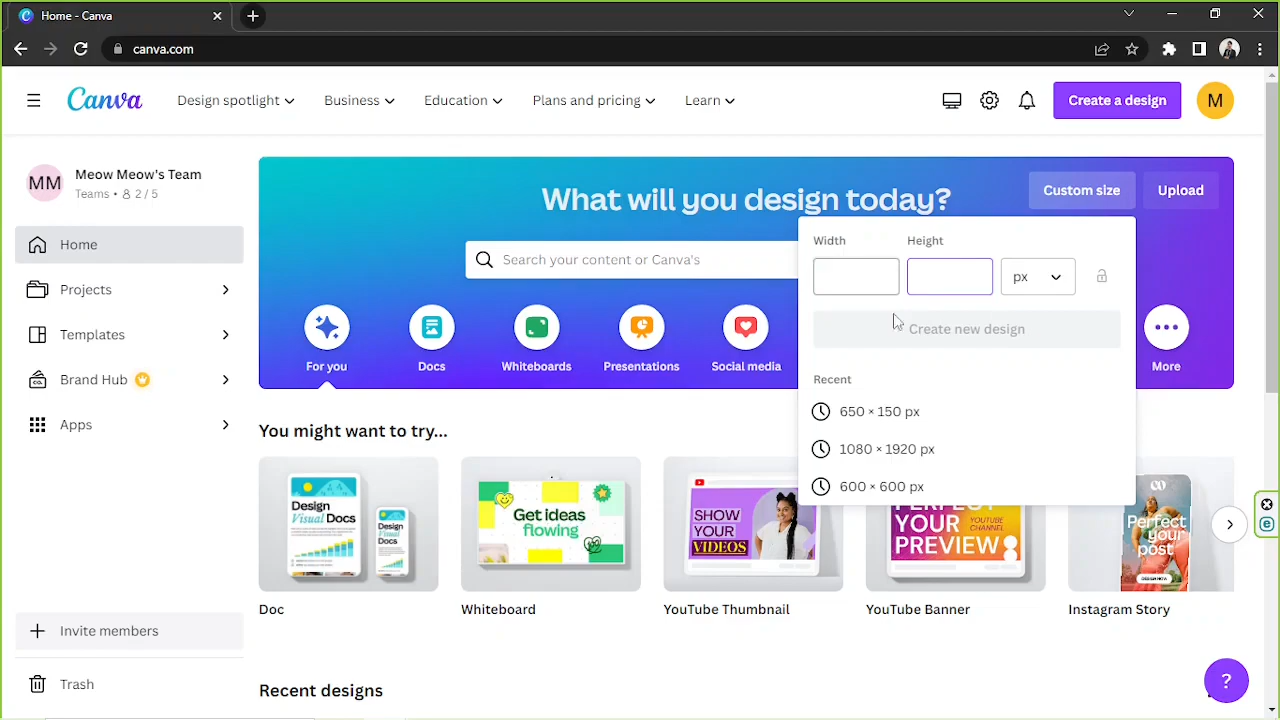 Home - Canva
canva.com
Canva
Design spotlight
Business
Education
Plans and pricing
Learn
Create a design
M
MM
Meow Meow's Team
Teams • 2 / 5
Home
Projects
Templates
Brand Hub
Apps
Invite members
Trash
What will you design today?
Custom size
Upload
Search your content or Canva's
For you
Docs
Whiteboards
Presentations
Social media
More
Width
Height
px
Create new design
Recent
650 × 150 px
1080 × 1920 px
600 × 600 px
You might want to try...
Design
Visual Docs
Design
Visual Docs
Doc
Get ideas
flowing
Whiteboard
SHOW
YOUR
VIDEOS
YouTube Thumbnail
PERFECT
YOUR
PREVIEW
YOUTUBE
CHANNEL
YouTube Banner
Perfect
your
post
DESIGN NOW
Instagram Story
Recent designs
?